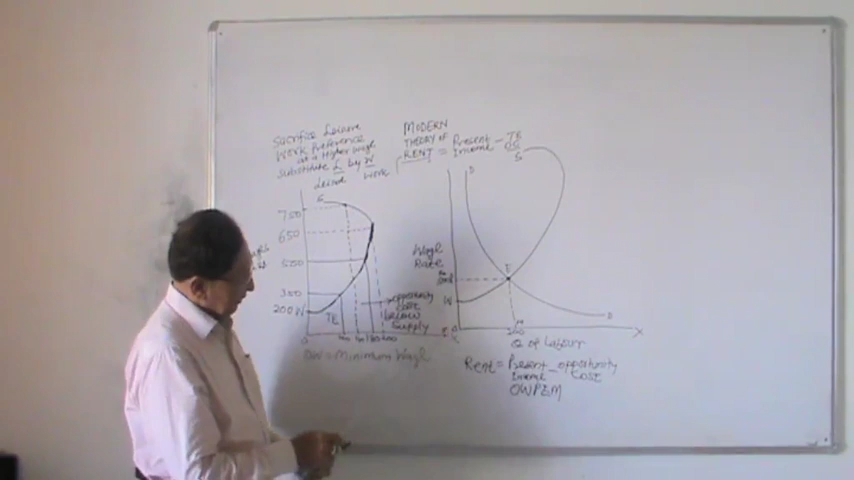 Sacrifice Leisure
Work Preference
at a Higher Wage
Substitute L by W
Work
MODERN
THEORY OF
RENT = Present Income - TE
OC
S
750
650
500
300
200 W
TE
opportunity
cost
below
Supply
O
OW = Minimum Wage
D
S
Wage
Rate
E
W
D
X
Q of Labour
Rent = Present Income - opportunity cost
OWPEM